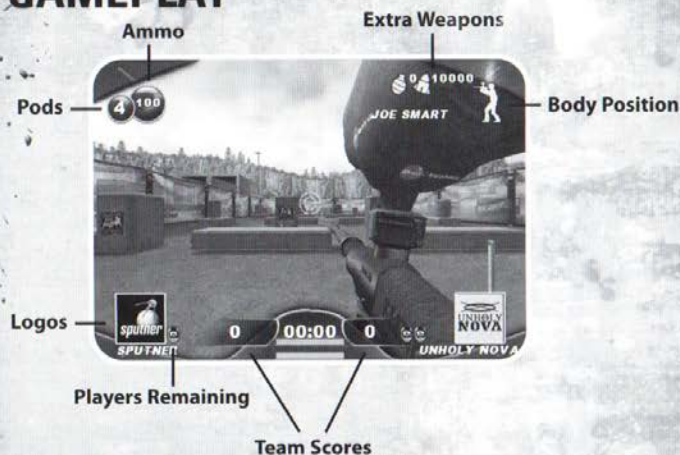 GAMEPLAY
Ammo
Extra Weapons
Pods
4 100
0 10000
JOE SMART
Body Position
Logos
sputner
SPUTNER
0 00:00 0
UNHOLY NOVA
UNHOLY NOVA
Players Remaining
Team Scores